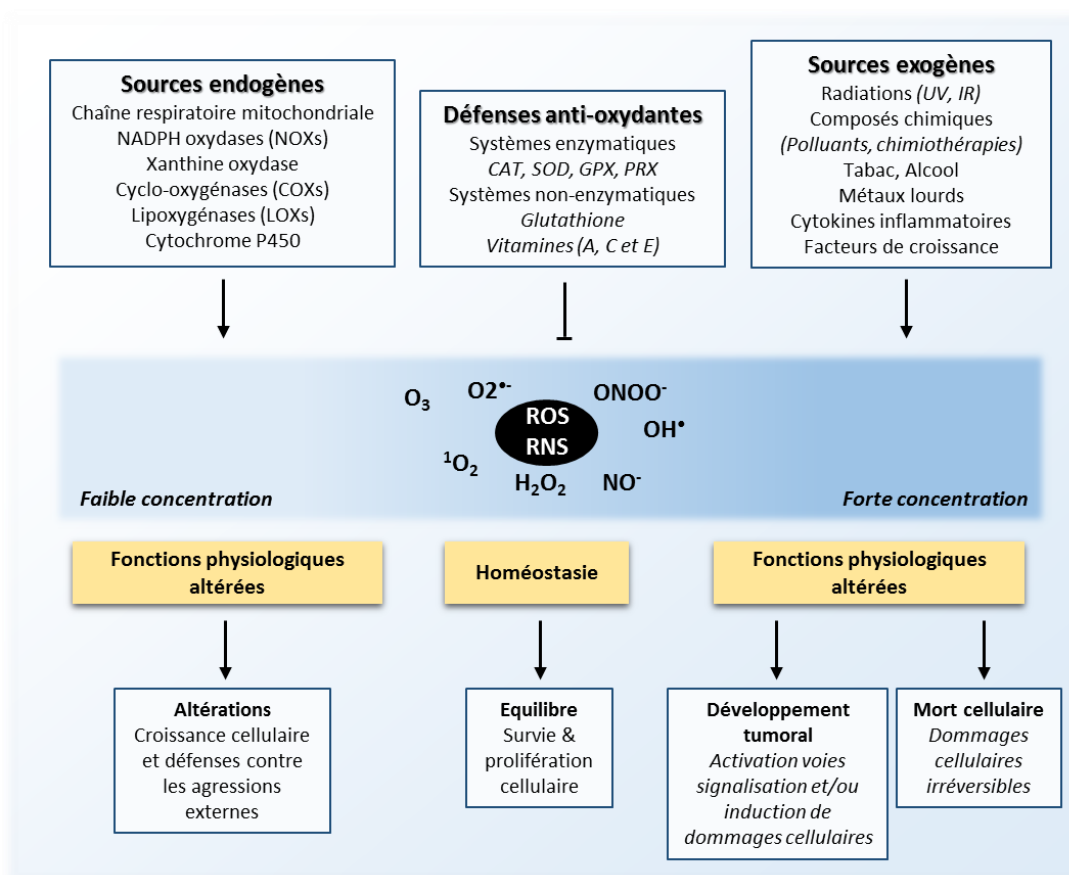 Sources endogènes
Chaîne respiratoire mitochondriale
NADPH oxydases (NOXs)
Xanthine oxydase
Cyclo-oxygénases (COXs)
Lipoxygénases (LOXs)
Cytochrome P450
Défenses anti-oxydantes
Systèmes enzymatiques
CAT, SOD, GPX, PRX
Systèmes non-enzymatiques
Glutathione
Vitamines (A, C et E)
Sources exogènes
Radiations (UV, IR)
Composés chimiques
(Polluants, chimiothérapies)
Tabac, Alcool
Métaux lourds
Cytokines inflammatoires
Facteurs de croissance
O₃
O2•-
ONOO⁻
ROS
RNS
OH•
¹O₂
H₂O₂
NO⁻
Faible concentration
Forte concentration
Fonctions physiologiques
altérées
Homéostasie
Fonctions physiologiques
altérées
Altérations
Croissance cellulaire
et défenses contre
les agressions
externes
Equilibre
Survie &
prolifération
cellulaire
Développement
tumoral
Activation voies
signalisation et/ou
induction de
dommages cellulaires
Mort cellulaire
Dommages
cellulaires
irréversibles